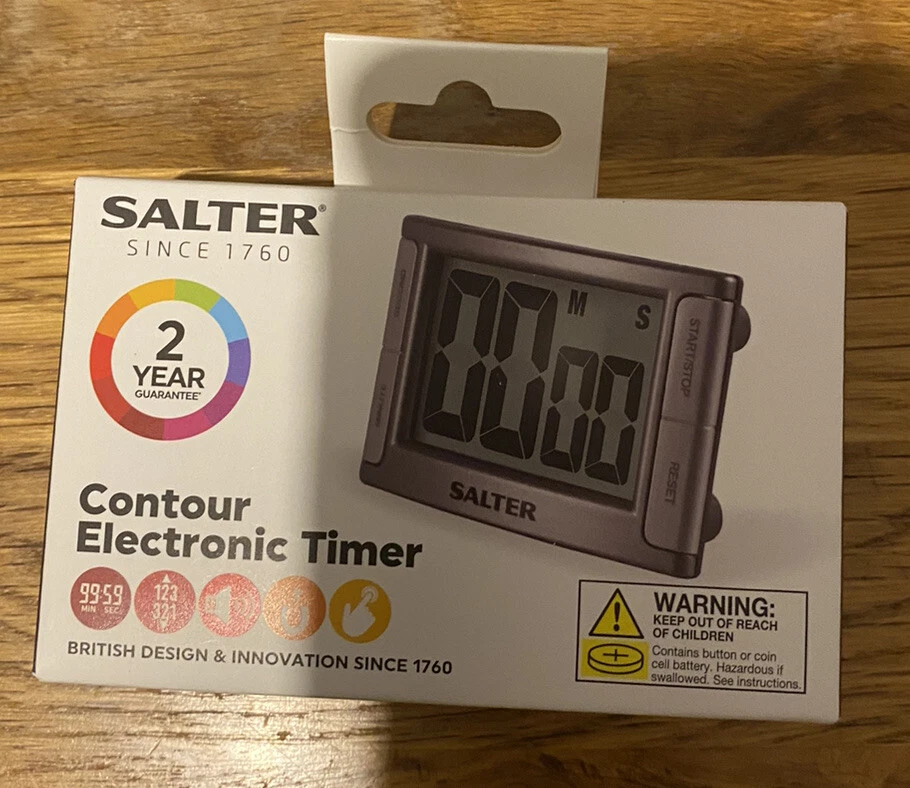 SALTER®
SINCE 1760
2
YEAR
GUARANTEE*
Contour
Electronic Timer
99:59
MIN SEC
123
321
BRITISH DESIGN & INNOVATION SINCE 1760
00 M 00 S
START/STOP
RESET
SALTER
WARNING:
KEEP OUT OF REACH
OF CHILDREN
Contains button or coin
cell battery. Hazardous if
swallowed. See instructions.